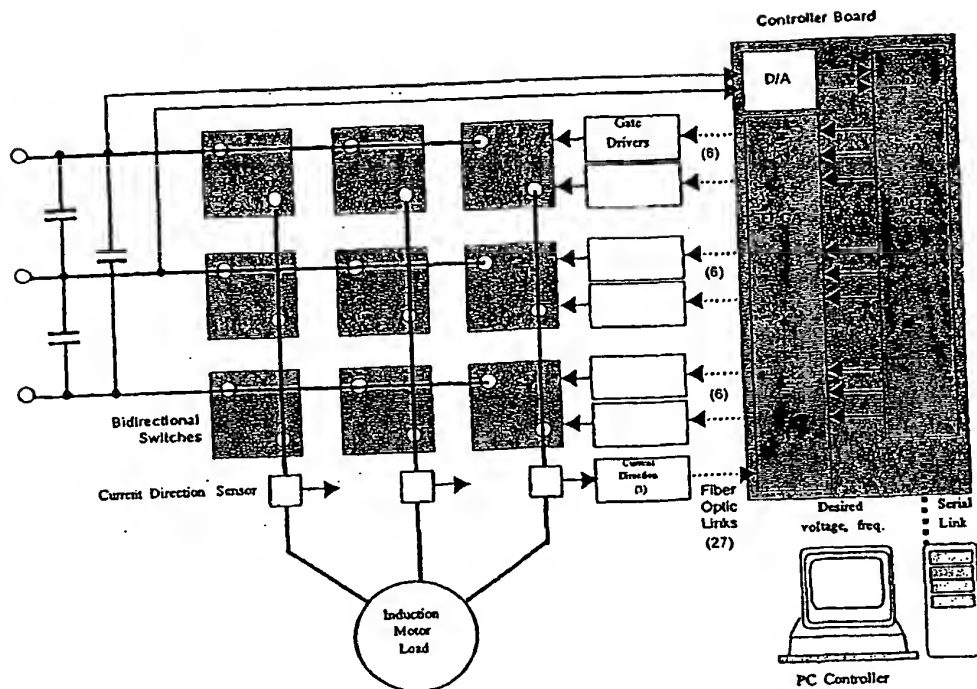 Controller Board
D/A
Gate
Drivers
(6)
(6)
(6)
Bidirectional
Switches
Current Direction Sensor
Current
Direction
(3)
Fiber
Optic
Links
(27)
Desired
voltage, freq.
Serial
Link
Induction
Motor
Load
PC Controller